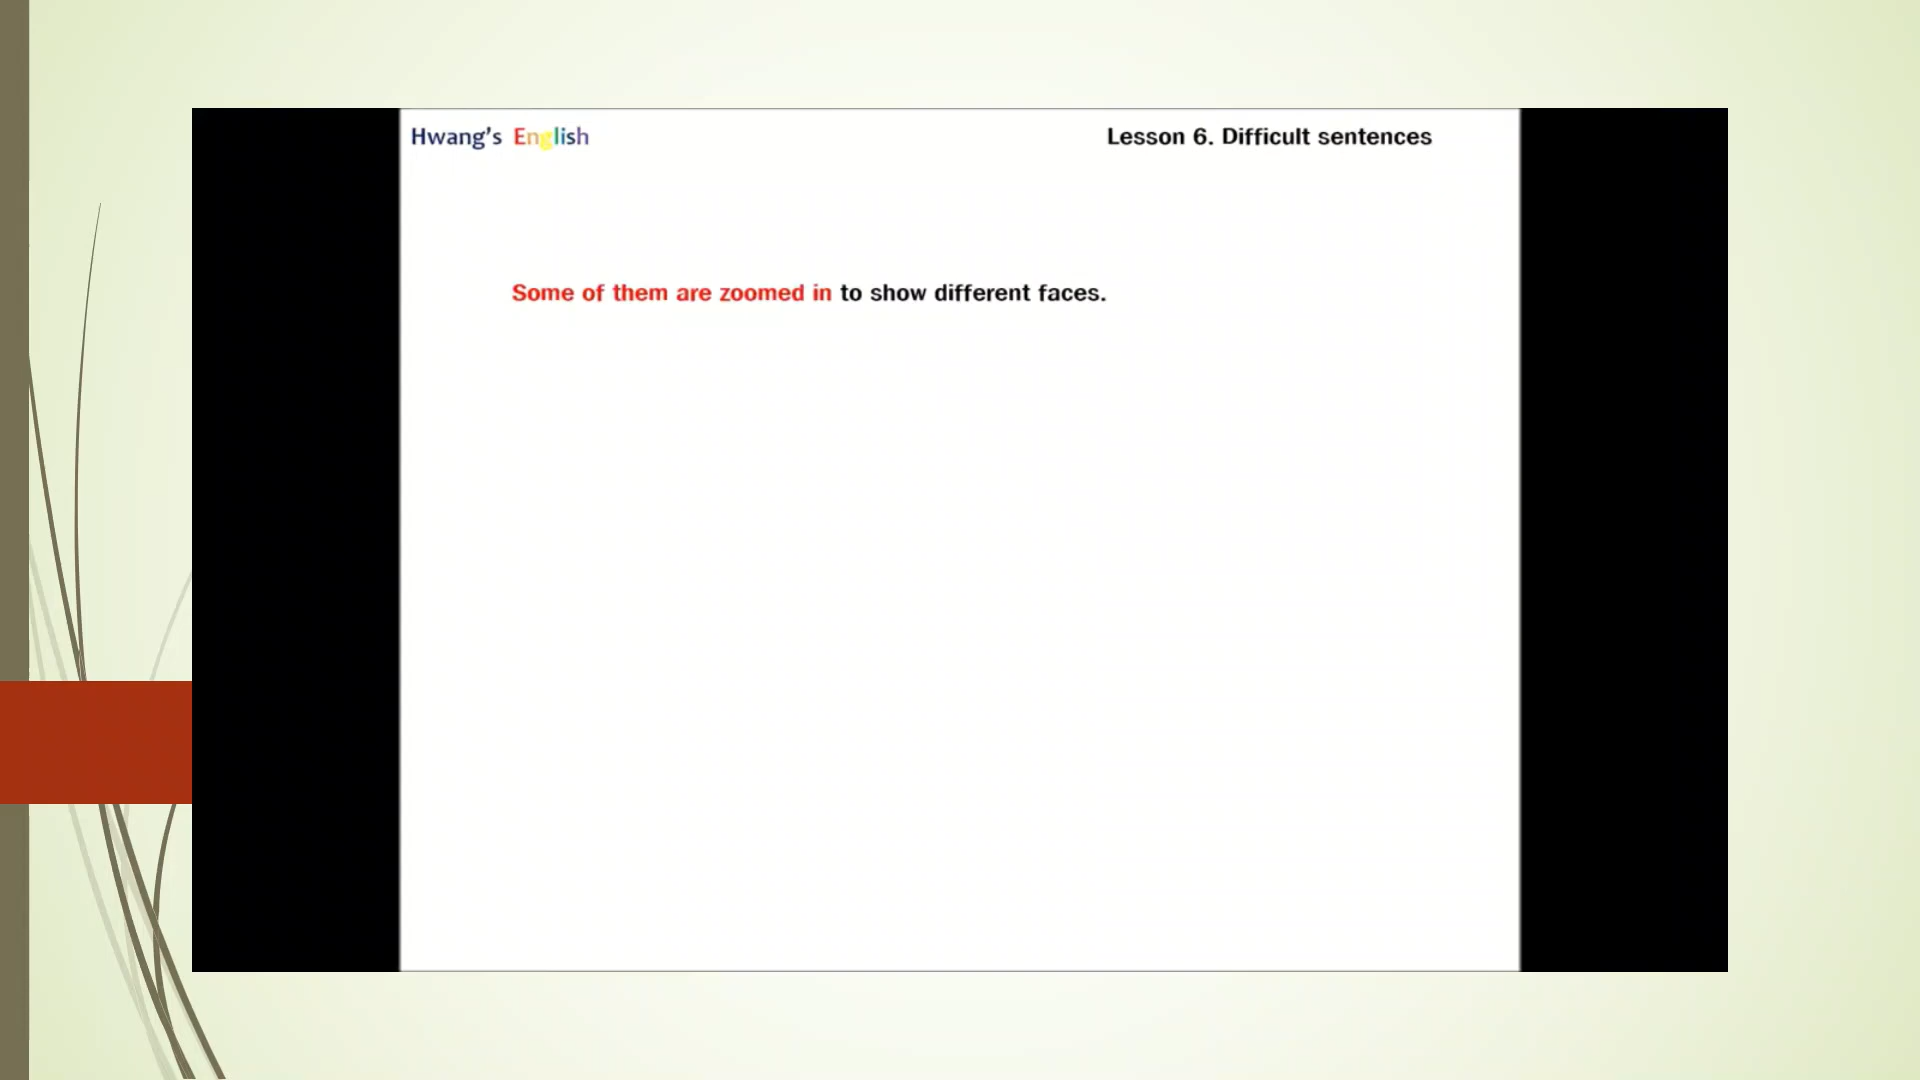 Hwang's English
Lesson 6. Difficult sentences
Some of them are zoomed in to show different faces.